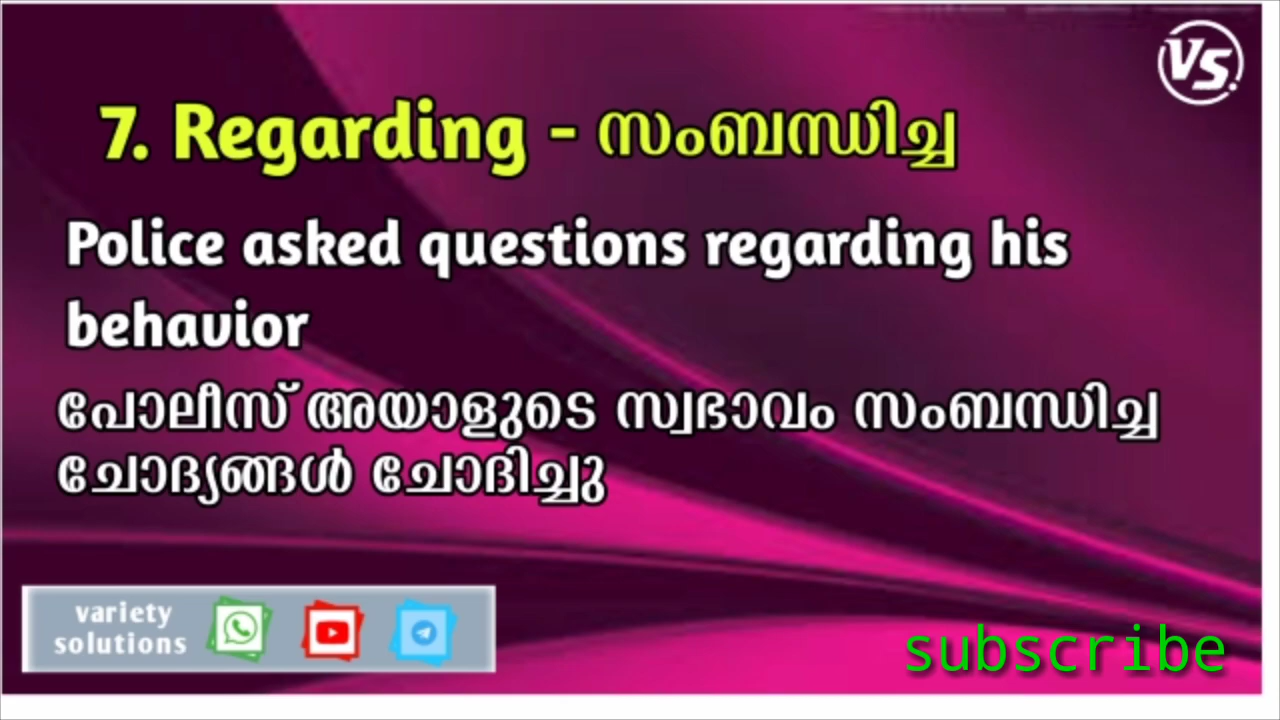 VS.
7. Regarding - സംബന്ധിച്ച
Police asked questions regarding his
behavior
പോലീസ് അയാളുടെ സ്വഭാവം സംബന്ധിച്ച
ചോദ്യങ്ങൾ ചോദിച്ചു
variety
solutions
subscribe